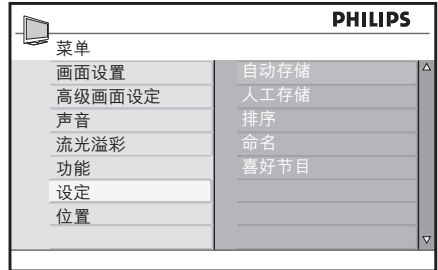 PHILIPS
菜单
画面设置
高级画面设定
声音
流光溢彩
功能
设定
位置
自动存储
人工存储
排序
命名
喜好节目